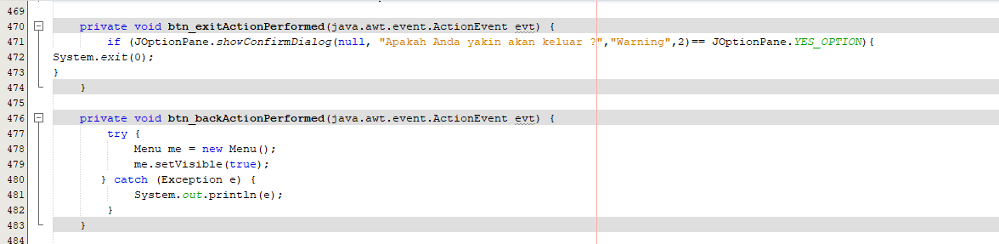 469
470 private void btn_exitActionPerformed(java.awt.event.ActionEvent evt) {
471 if (JOptionPane.showConfirmDialog(null, "Apakah Anda yakin akan keluar ?","Warning",2)== JOptionPane.YES_OPTION){
472 System.exit(0);
473 }
474 }
475
476 private void btn_backActionPerformed(java.awt.event.ActionEvent evt) {
477 try {
478 Menu me = new Menu();
479 me.setVisible(true);
480 } catch (Exception e) {
481 System.out.println(e);
482 }
483 }
484